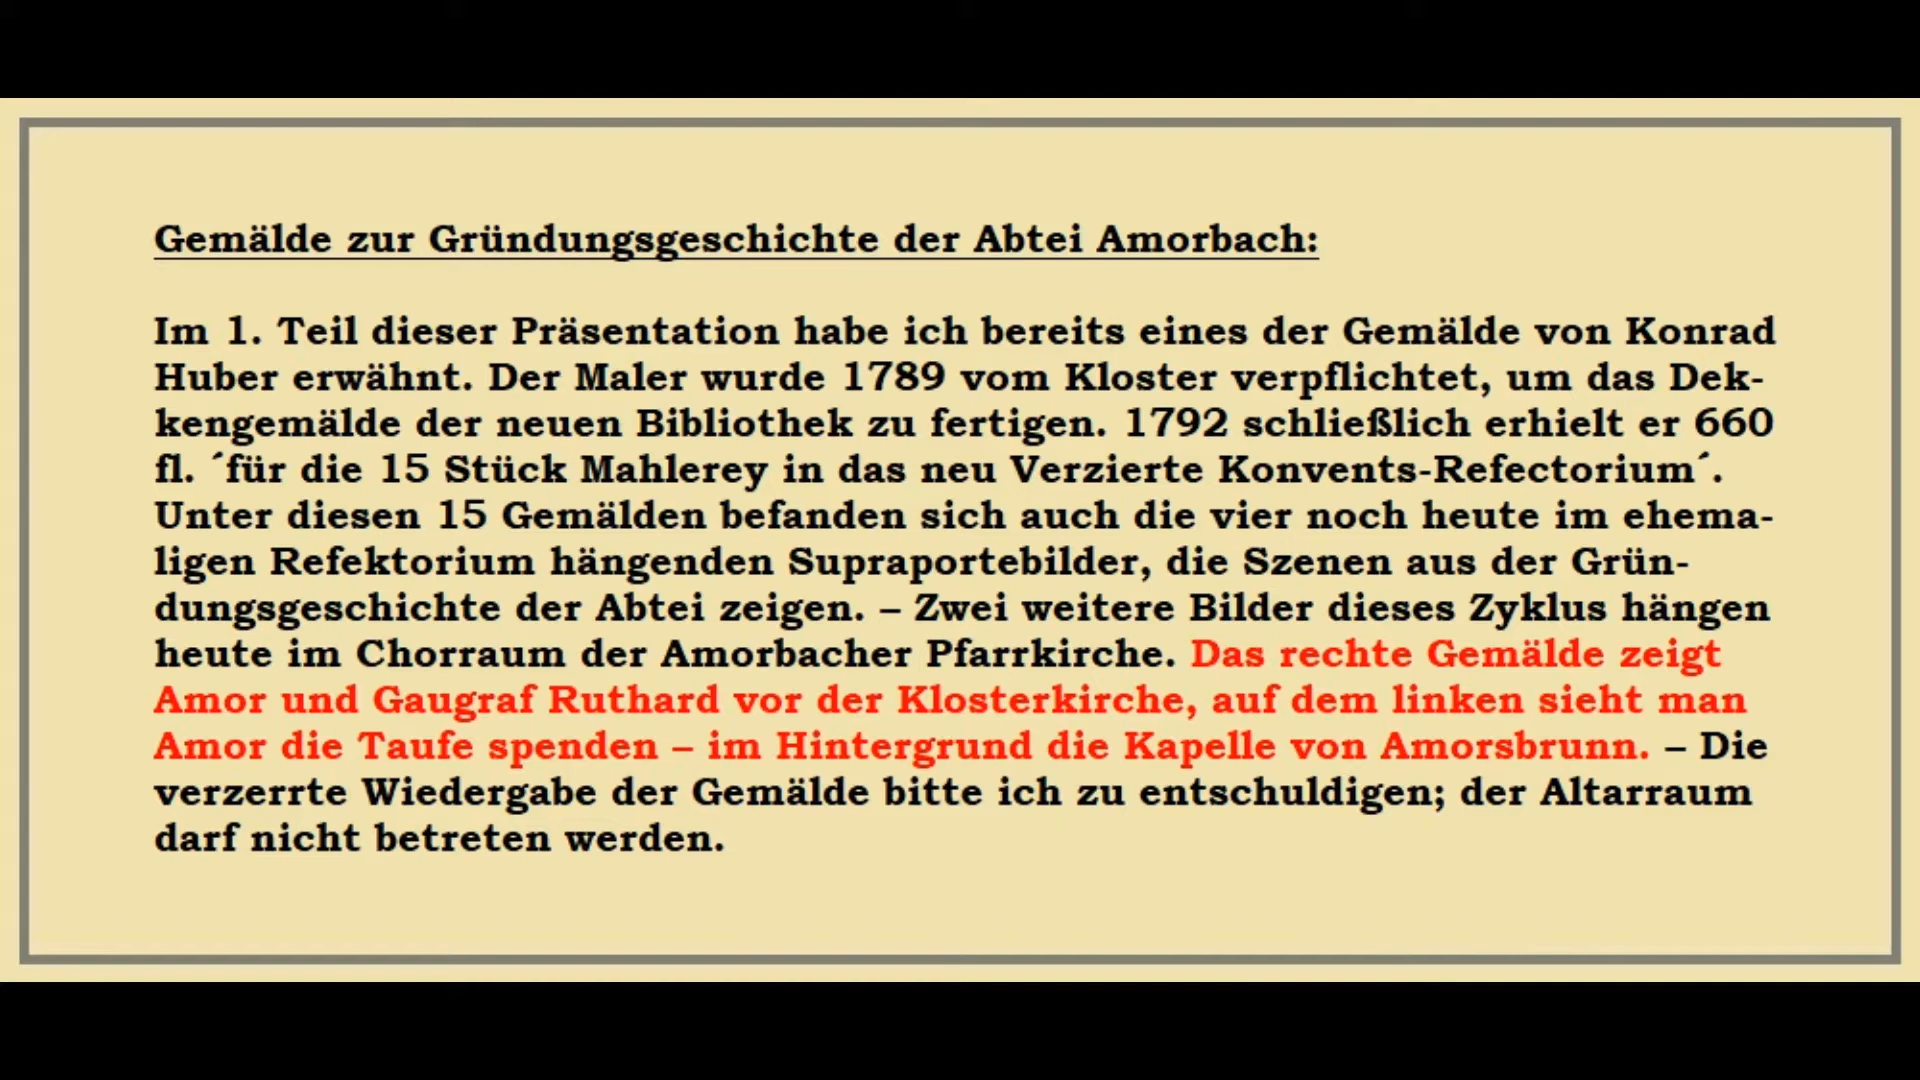 Gemälde zur Gründungsgeschichte der Abtei Amorbach:
Im 1. Teil dieser Präsentation habe ich bereits eines der Gemälde von Konrad
Huber erwähnt. Der Maler wurde 1789 vom Kloster verpflichtet, um das Dek-
kengemälde der neuen Bibliothek zu fertigen. 1792 schließlich erhielt er 660
fl. ´für die 15 Stück Mahlerey in das neu Verzierte Konvents-Refectorium´.
Unter diesen 15 Gemälden befanden sich auch die vier noch heute im ehema-
ligen Refektorium hängenden Supraportebilder, die Szenen aus der Grün-
dungsgeschichte der Abtei zeigen. – Zwei weitere Bilder dieses Zyklus hängen
heute im Chorraum der Amorbacher Pfarrkirche. Das rechte Gemälde zeigt
Amor und Gaugraf Ruthard vor der Klosterkirche, auf dem linken sieht man
Amor die Taufe spenden – im Hintergrund die Kapelle von Amorsbrunn. – Die
verzerrte Wiedergabe der Gemälde bitte ich zu entschuldigen; der Altarraum
darf nicht betreten werden.